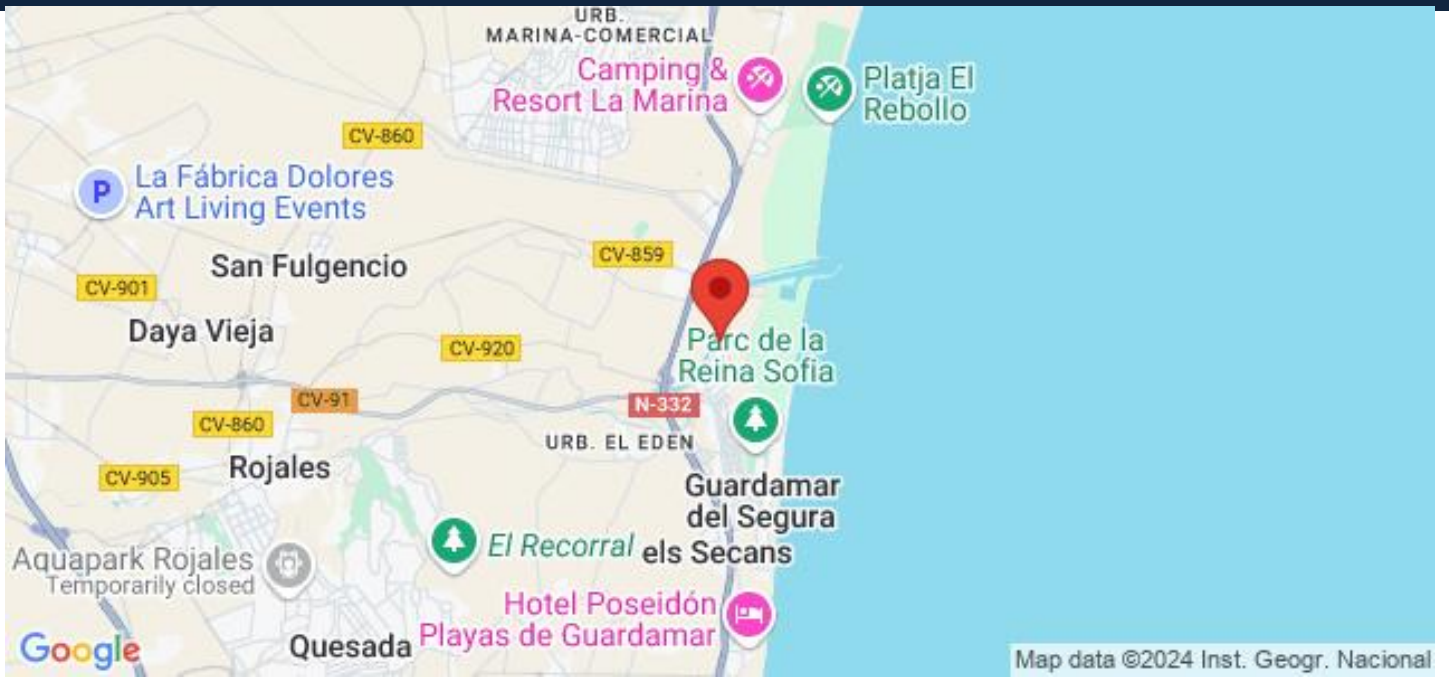 URB.
MARINA-COMERCIAL
Camping &
Resort La Marina
Platja El
Rebollo
CV-860
La Fábrica Dolores
Art Living Events
P
San Fulgencio
CV-859
CV-901
Daya Vieja
CV-920
Parc de la
Reina Sofia
CV-91
N-332
CV-860
URB. EL EDEN
Rojales
CV-905
Guardamar
del Segura
El Recorral
els Secans
Aquapark Rojales
Temporarily closed
Hotel Poseidón
Playas de Guardamar
Quesada
Google
Map data ©2024 Inst. Geogr. Nacional